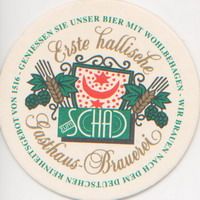 GENIESSEN SIE UNSER BIER MIT WOHLBEHAGEN - WIR BRAUEN NACH DEM DEUTSCHEN REINHEITSGEBOT VON 1516 -
Erste hallische
ZUM SCHAD
Gasthaus-Brauerei